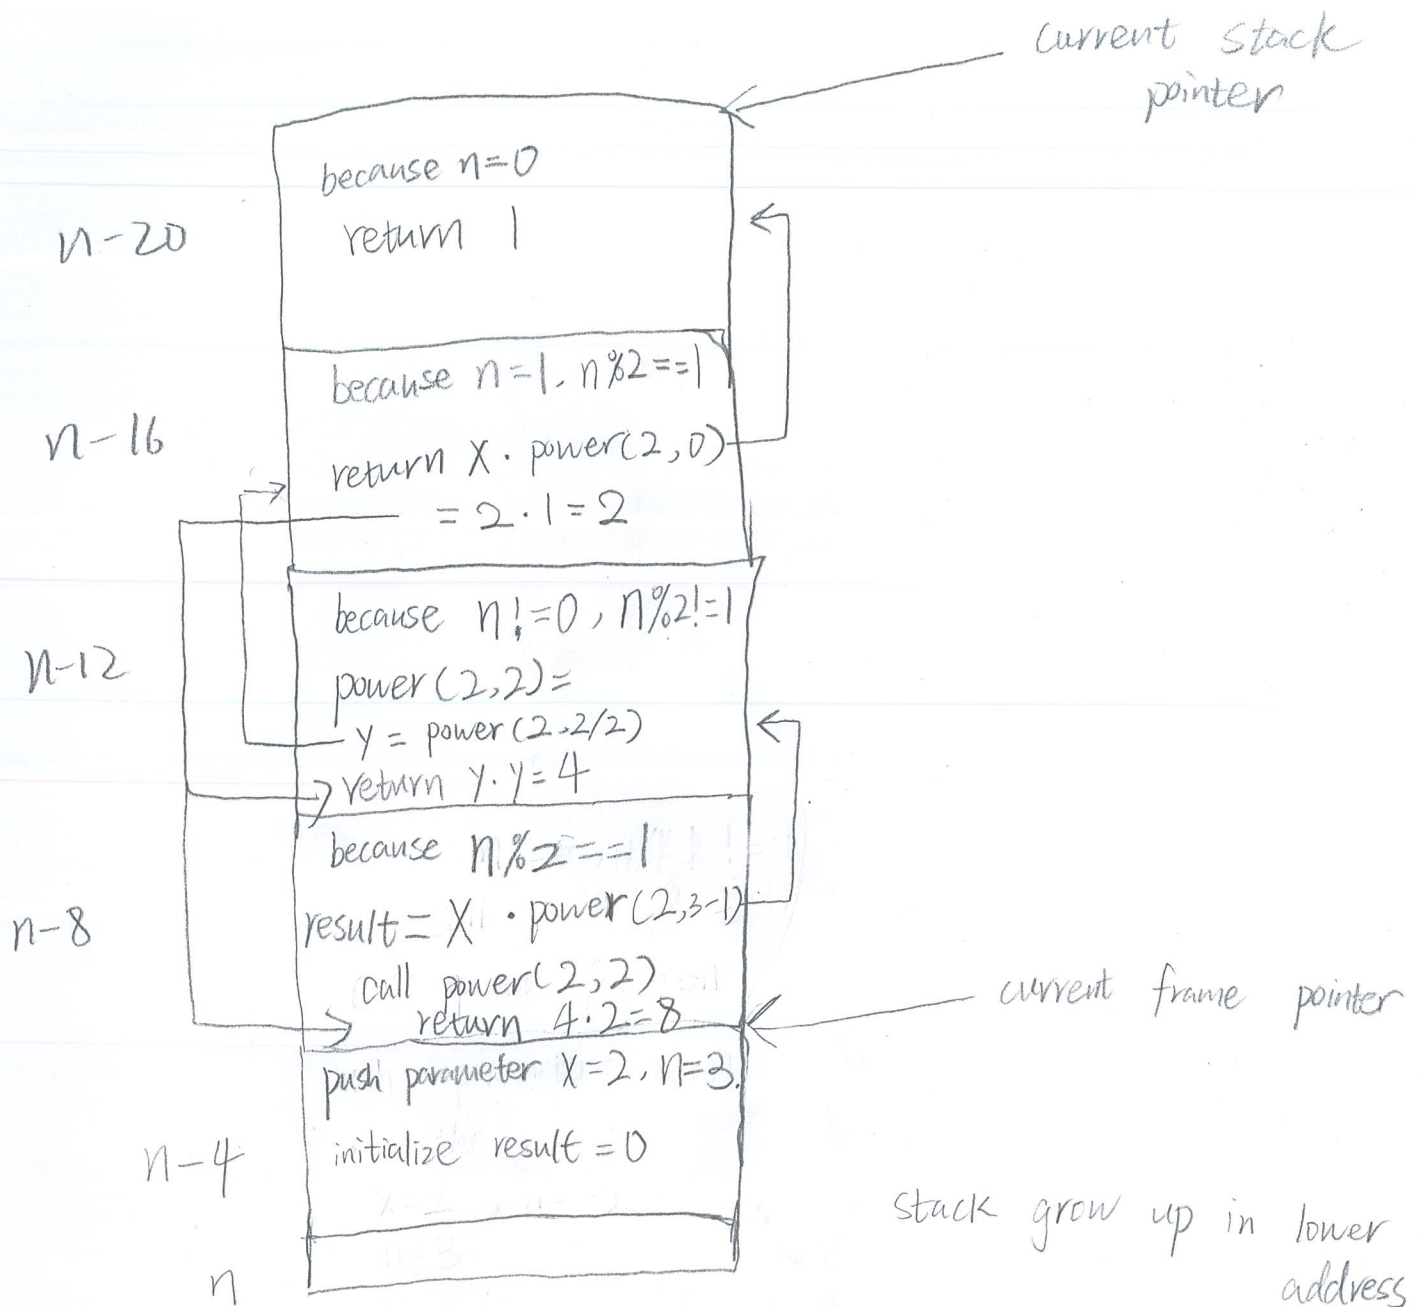 current stack
pointer
because n=0
return 1
n-20
because n=1, n%2==1
n-16
return X · power(2,0)
= 2 · 1 = 2
because n!=0, n%2!=1
n-12
power(2,2)=
y = power(2,2/2)
return y·y=4
because n%2==1
n-8
result= X · power(2,3-1)
call power(2,2)
return 4·2=8
current frame pointer
push parameter X=2, n=3.
n-4
initialize result = 0
stack grow up in lower
address
n